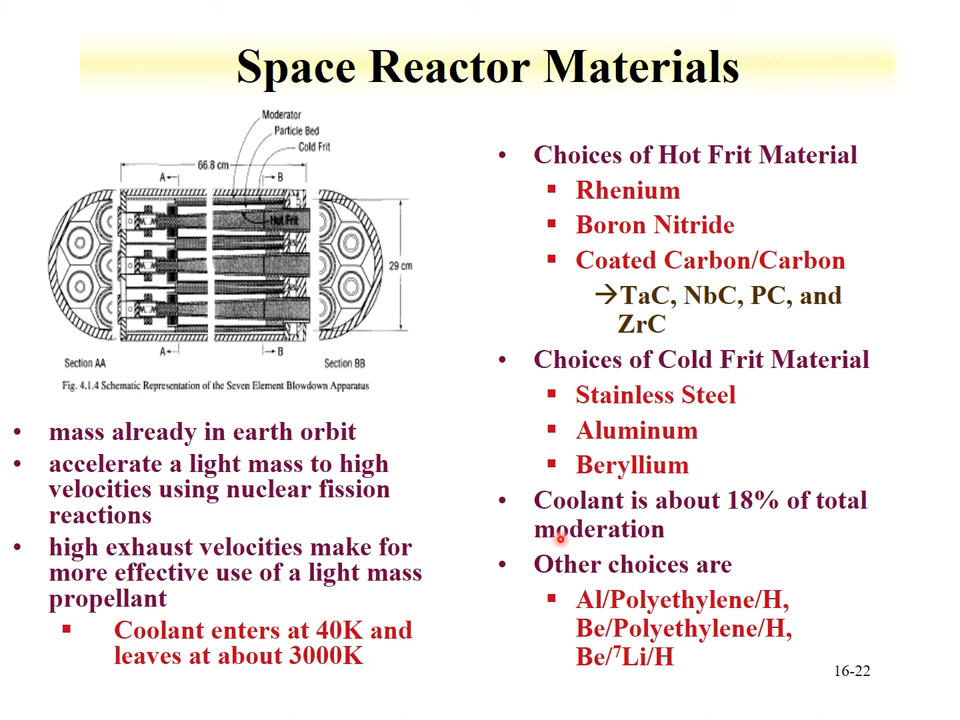 Space Reactor Materials
Moderator
Particle Bed
Cold Frit
66.8 cm
A
B
Hot Frit
29 cm
A
B
Section AA
Section BB
Fig. 4.1.4 Schematic Representation of the Seven Element Blowdown Apparatus
• mass already in earth orbit
• accelerate a light mass to high
velocities using nuclear fission
reactions
• high exhaust velocities make for
more effective use of a light mass
propellant
▪ Coolant enters at 40K and
leaves at about 3000K
• Choices of Hot Frit Material
▪ Rhenium
▪ Boron Nitride
▪ Coated Carbon/Carbon
→TaC, NbC, PC, and
ZrC
• Choices of Cold Frit Material
▪ Stainless Steel
▪ Aluminum
▪ Beryllium
• Coolant is about 18% of total
moderation
• Other choices are
▪ Al/Polyethylene/H,
Be/Polyethylene/H,
Be/⁷Li/H
16-22